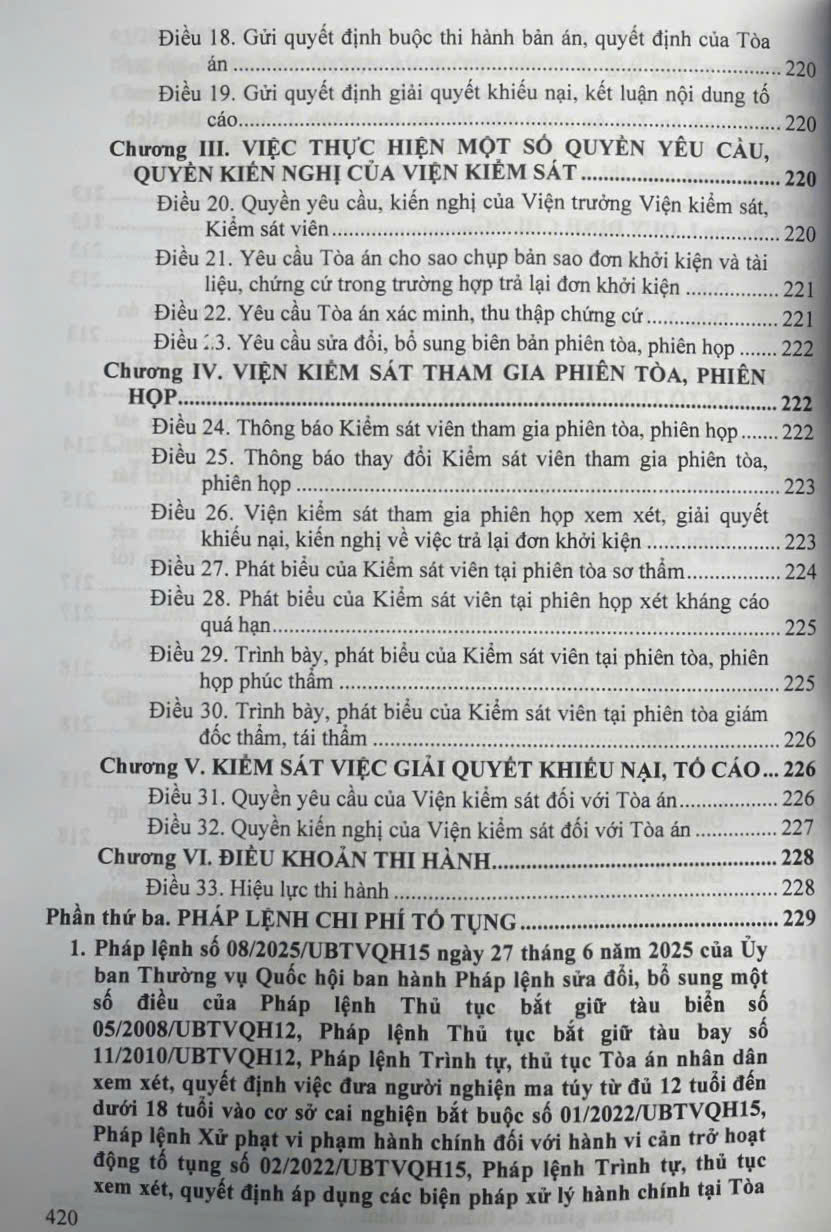 Điều 18. Gửi quyết định buộc thi hành bản án, quyết định của Tòa
án ........ 220
Điều 19. Gửi quyết định giải quyết khiếu nại, kết luận nội dung tố
cáo ........ 220
Chương III. VIỆC THỰC HIỆN MỘT SỐ QUYỀN YÊU CẦU,
QUYỀN KIẾN NGHỊ CỦA VIỆN KIỂM SÁT ........ 220
Điều 20. Quyền yêu cầu, kiến nghị của Viện trưởng Viện kiểm sát,
Kiểm sát viên ........ 220
Điều 21. Yêu cầu Tòa án cho sao chụp bản sao đơn khởi kiện và tài
liệu, chứng cứ trong trường hợp trả lại đơn khởi kiện ........ 221
Điều 22. Yêu cầu Tòa án xác minh, thu thập chứng cứ ........ 221
Điều 23. Yêu cầu sửa đổi, bổ sung biên bản phiên tòa, phiên họp ....... 222
Chương IV. VIỆN KIỂM SÁT THAM GIA PHIÊN TÒA, PHIÊN
HỌP ........ 222
Điều 24. Thông báo Kiểm sát viên tham gia phiên tòa, phiên họp ....... 222
Điều 25. Thông báo thay đổi Kiểm sát viên tham gia phiên tòa,
phiên họp ........ 223
Điều 26. Viện kiểm sát tham gia phiên họp xem xét, giải quyết
khiếu nại, kiến nghị về việc trả lại đơn khởi kiện ........ 223
Điều 27. Phát biểu của Kiểm sát viên tại phiên tòa sơ thẩm ........ 224
Điều 28. Phát biểu của Kiểm sát viên tại phiên họp xét kháng cáo
quá hạn ........ 225
Điều 29. Trình bày, phát biểu của Kiểm sát viên tại phiên tòa, phiên
họp phúc thẩm ........ 225
Điều 30. Trình bày, phát biểu của Kiểm sát viên tại phiên tòa giám
đốc thẩm, tái thẩm ........ 226
Chương V. KIỂM SÁT VIỆC GIẢI QUYẾT KHIẾU NẠI, TỐ CÁO ... 226
Điều 31. Quyền yêu cầu của Viện kiểm sát đối với Tòa án ........ 226
Điều 32. Quyền kiến nghị của Viện kiểm sát đối với Tòa án ........ 227
Chương VI. ĐIỀU KHOẢN THI HÀNH ........ 228
Điều 33. Hiệu lực thi hành ........ 228
Phần thứ ba. PHÁP LỆNH CHI PHÍ TỐ TỤNG ........ 229
1. Pháp lệnh số 08/2025/UBTVQH15 ngày 27 tháng 6 năm 2025 của Ủy
ban Thường vụ Quốc hội ban hành Pháp lệnh sửa đổi, bổ sung một
số điều của Pháp lệnh Thủ tục bắt giữ tàu biển số
05/2008/UBTVQH12, Pháp lệnh Thủ tục bắt giữ tàu bay số
11/2010/UBTVQH12, Pháp lệnh Trình tự, thủ tục Tòa án nhân dân
xem xét, quyết định việc đưa người nghiện ma túy từ đủ 12 tuổi đến
dưới 18 tuổi vào cơ sở cai nghiện bắt buộc số 01/2022/UBTVQH15,
Pháp lệnh Xử phạt vi phạm hành chính đối với hành vi cản trở hoạt
động tố tụng số 02/2022/UBTVQH15, Pháp lệnh Trình tự, thủ tục
xem xét, quyết định áp dụng các biện pháp xử lý hành chính tại Tòa
420